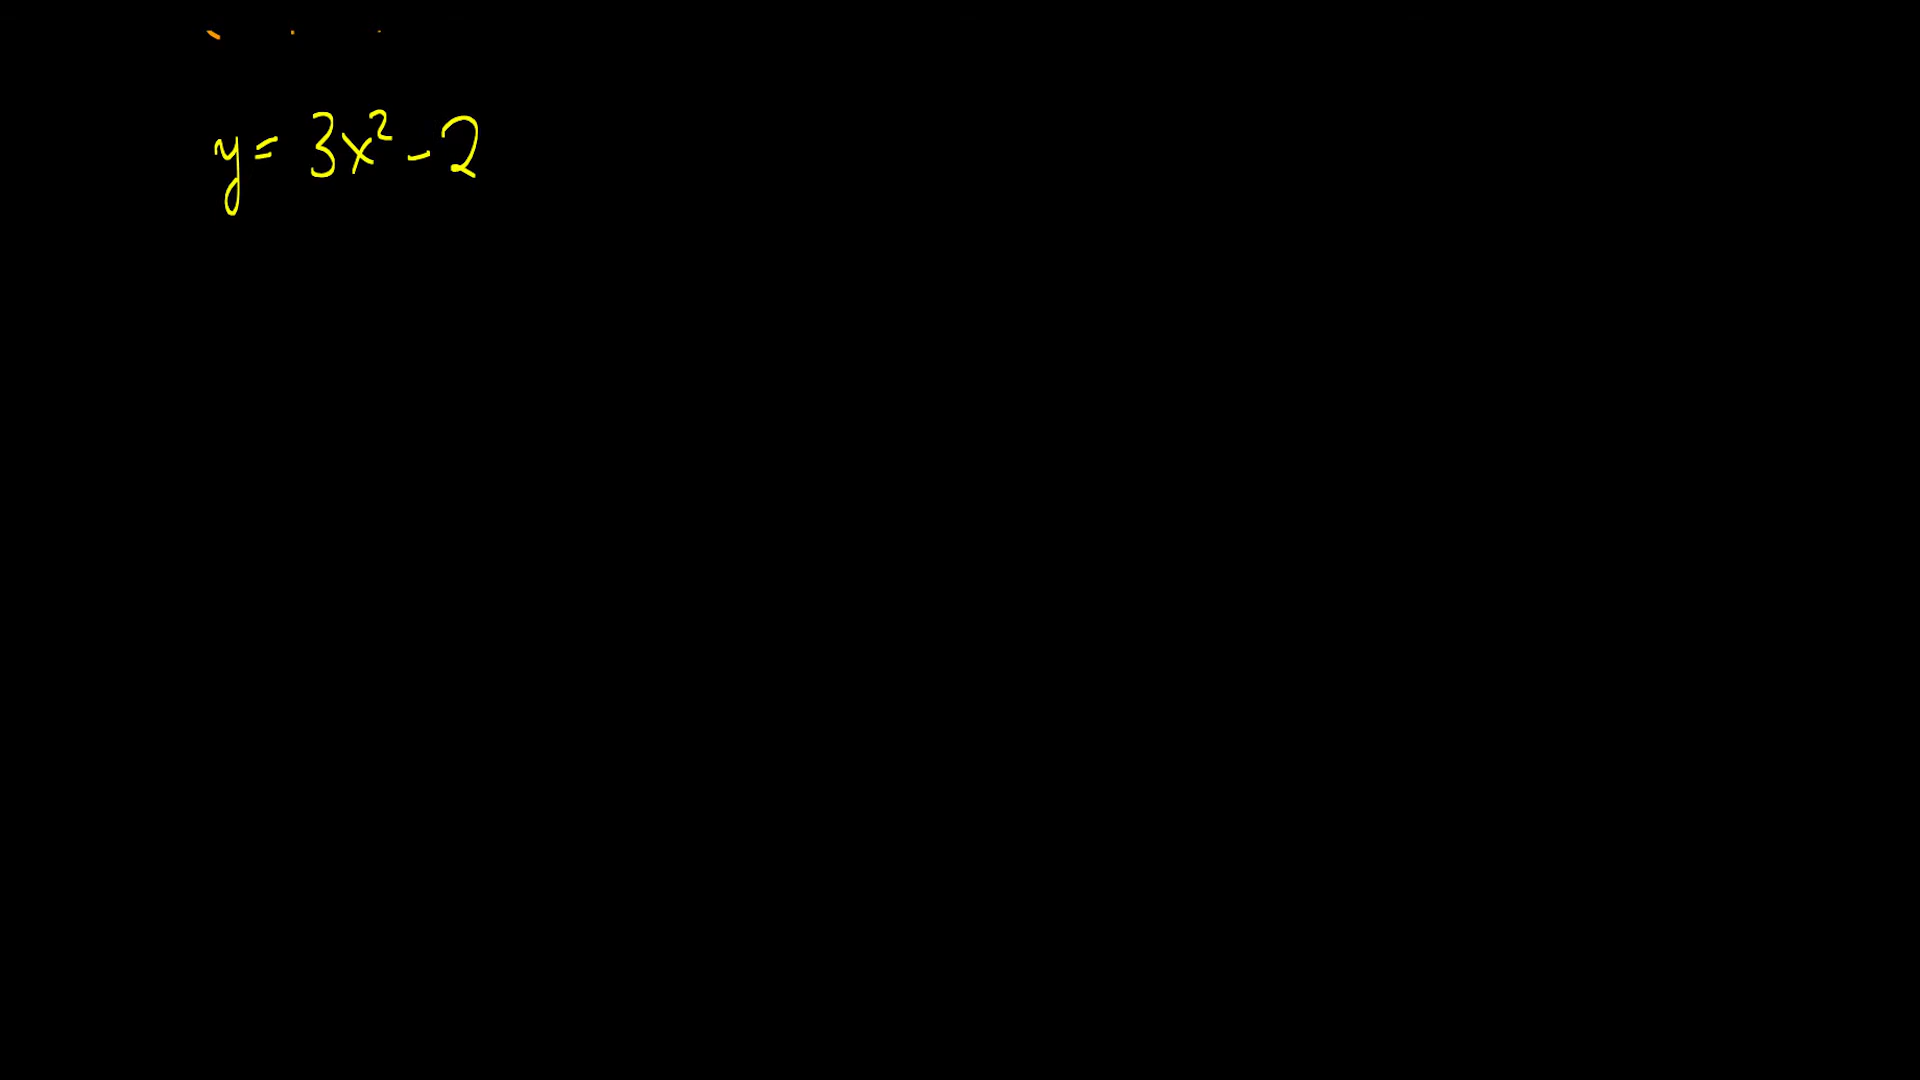 y = 3x² - 2